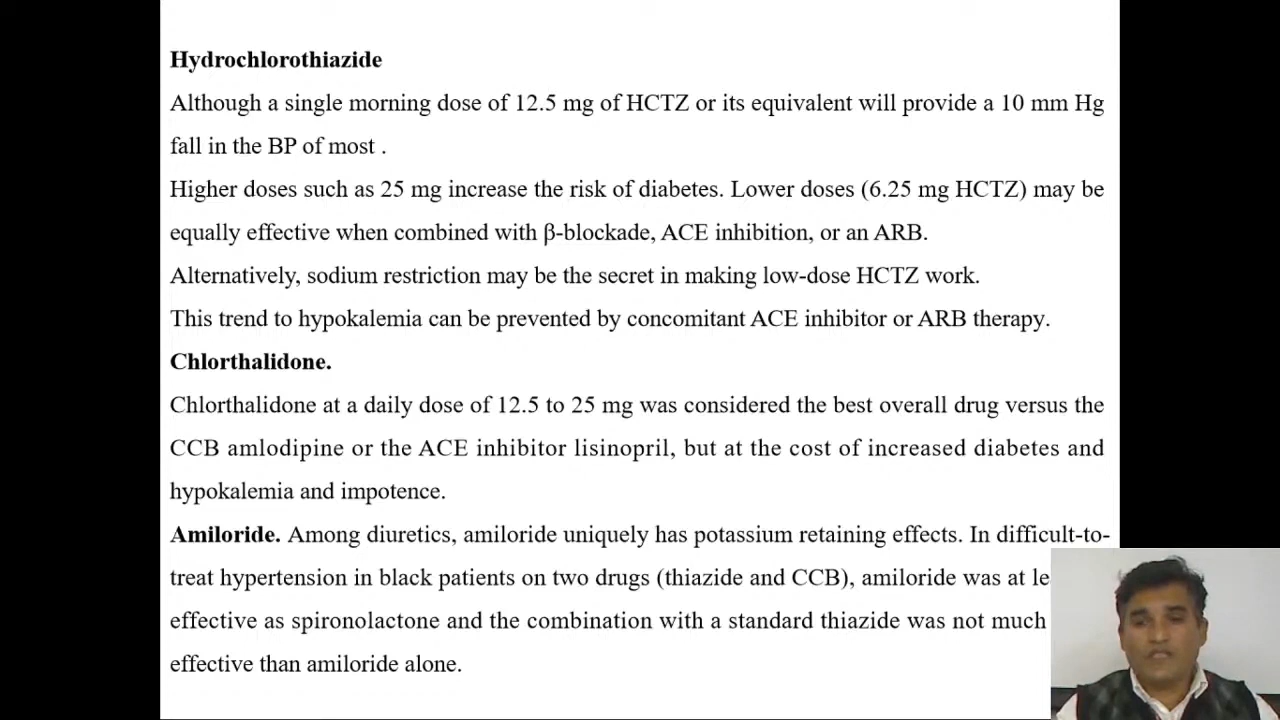 Hydrochlorothiazide
Although a single morning dose of 12.5 mg of HCTZ or its equivalent will provide a 10 mm Hg
fall in the BP of most .
Higher doses such as 25 mg increase the risk of diabetes. Lower doses (6.25 mg HCTZ) may be
equally effective when combined with β-blockade, ACE inhibition, or an ARB.
Alternatively, sodium restriction may be the secret in making low-dose HCTZ work.
This trend to hypokalemia can be prevented by concomitant ACE inhibitor or ARB therapy.
Chlorthalidone.
Chlorthalidone at a daily dose of 12.5 to 25 mg was considered the best overall drug versus the
CCB amlodipine or the ACE inhibitor lisinopril, but at the cost of increased diabetes and
hypokalemia and impotence.
Amiloride. Among diuretics, amiloride uniquely has potassium retaining effects. In difficult-to-
treat hypertension in black patients on two drugs (thiazide and CCB), amiloride was at
effective as spironolactone and the combination with a standard thiazide was not much
effective than amiloride alone.